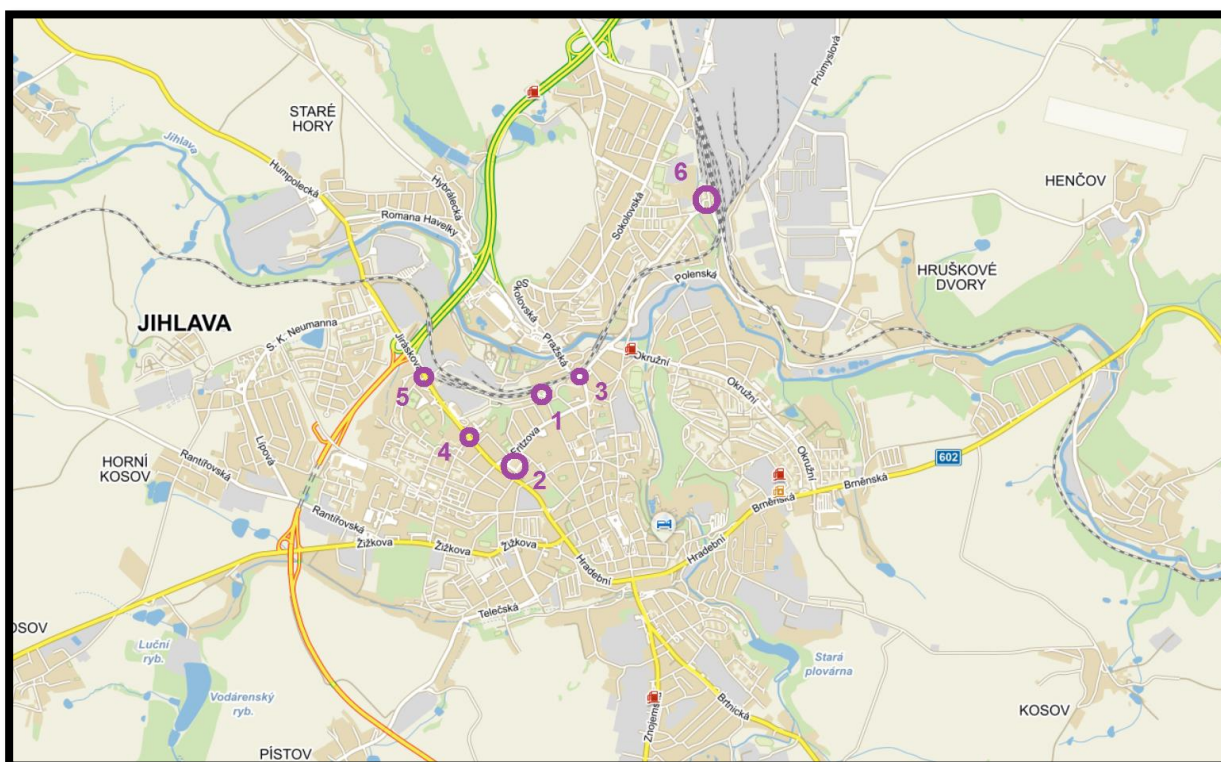 STARÉ
HORY
Jihlava
Humpolecká
Hybrálecká
Romana Havelky
Sokolovská
6
Průmyslová
HENČOV
Polenská
HRUŠKOVÉ
DVORY
JIHLAVA
S. K. Neumanna
Jiráskova
Sokolovská
Pražská
Okružní
Okružní
5
1
3
Lípová
4
Fritzova
2
Okružní
602
HORNÍ
KOSOV
Rantířovská
Rantířovská
Brněnská
Brněnská
Žižkova
Žižkova
Žižkova
Hradební
Hradební
Telečská
OSOV
Luční
ryb.
Stará
plovárna
Vodárenský
ryb.
Brtnická
KOSOV
PÍSTOV